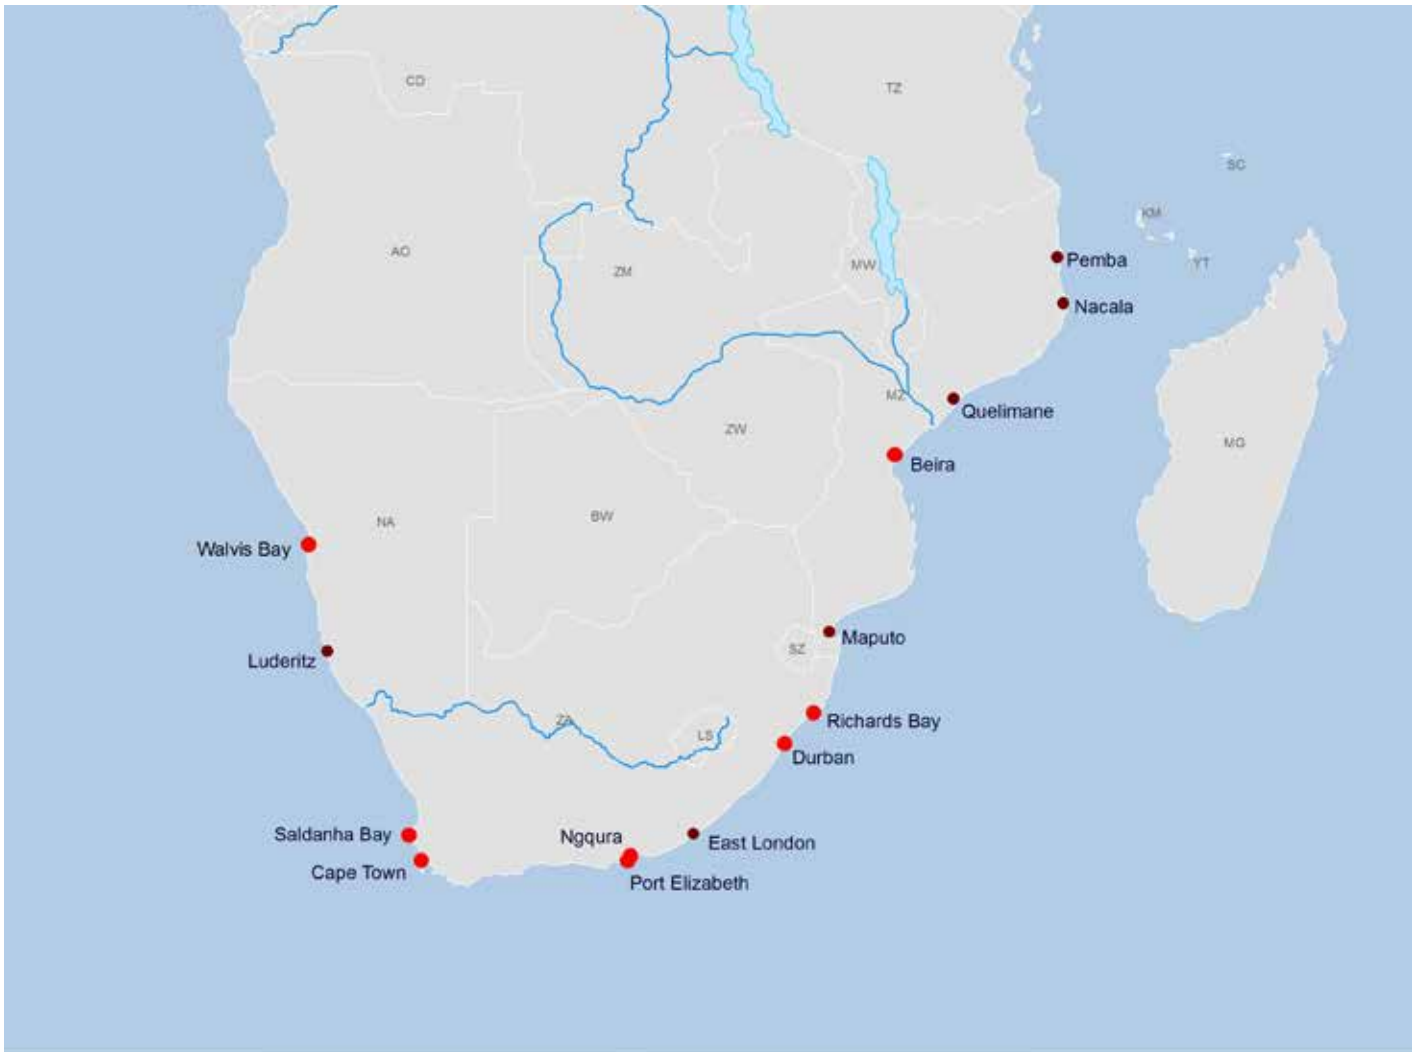 CD
TZ
SC
KM
AO
Pemba
MW
YT
ZM
Nacala
MZ
Quelimane
ZW
MG
Beira
BW
NA
Walvis Bay
Maputo
SZ
Luderitz
ZA
Richards Bay
LS
Durban
Saldanha Bay
Ngqura
East London
Cape Town
Port Elizabeth